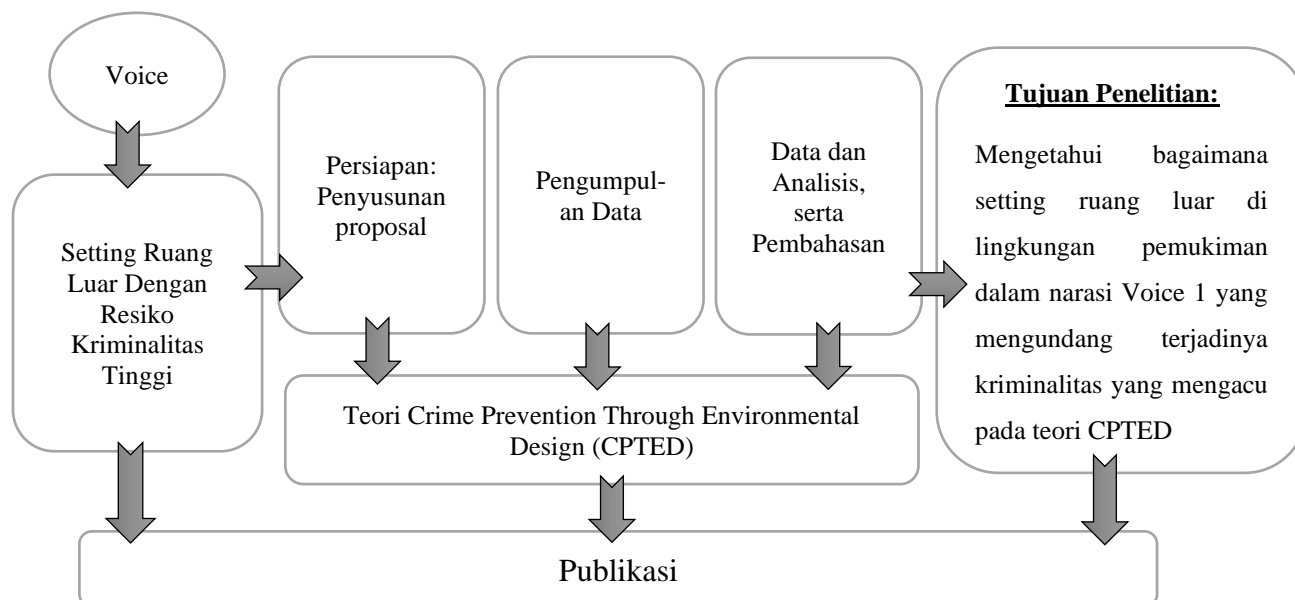 Voice
Setting Ruang
Luar Dengan
Resiko
Kriminalitas
Tinggi
Persiapan:
Penyusunan
proposal
Pengumpul-
an Data
Data dan
Analisis,
serta
Pembahasan
Tujuan Penelitian:
Mengetahui bagaimana
setting ruang luar di
lingkungan pemukiman
dalam narasi Voice 1 yang
mengundang terjadinya
kriminalitas yang mengacu
pada teori CPTED
Teori Crime Prevention Through Environmental
Design (CPTED)
Publikasi